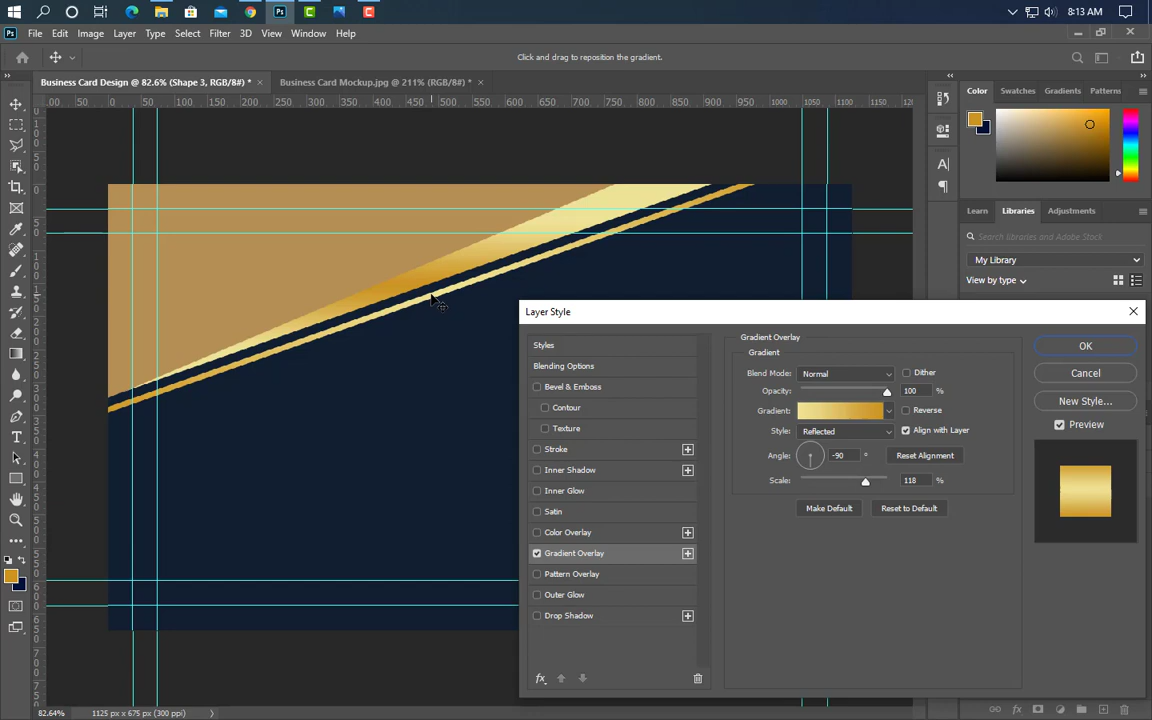 8:13 AM
File Edit Image Layer Type Select Filter 3D View Window Help
Click and drag to reposition the gradient.
Business Card Design @ 82.6% (Shape 3, RGB/8#) * ×
Business Card Mockup.jpg @ 211% (RGB/8#) * ×
Color Swatches Gradients Patterns
Learn Libraries Adjustments
Search libraries and Adobe Stock
My Library
View by type
Layer Style
Styles
Blending Options
Bevel & Emboss
Contour
Texture
Stroke
Inner Shadow
Inner Glow
Satin
Color Overlay
Gradient Overlay
Pattern Overlay
Outer Glow
Drop Shadow
fx
Gradient Overlay
Gradient
Blend Mode: Normal Dither
Opacity: 100 %
Gradient: Reverse
Style: Reflected Align with Layer
Angle: -90 ° Reset Alignment
Scale: 118 %
Make Default Reset to Default
OK
Cancel
New Style...
Preview
82.64% 1125 px x 675 px (300 ppi)